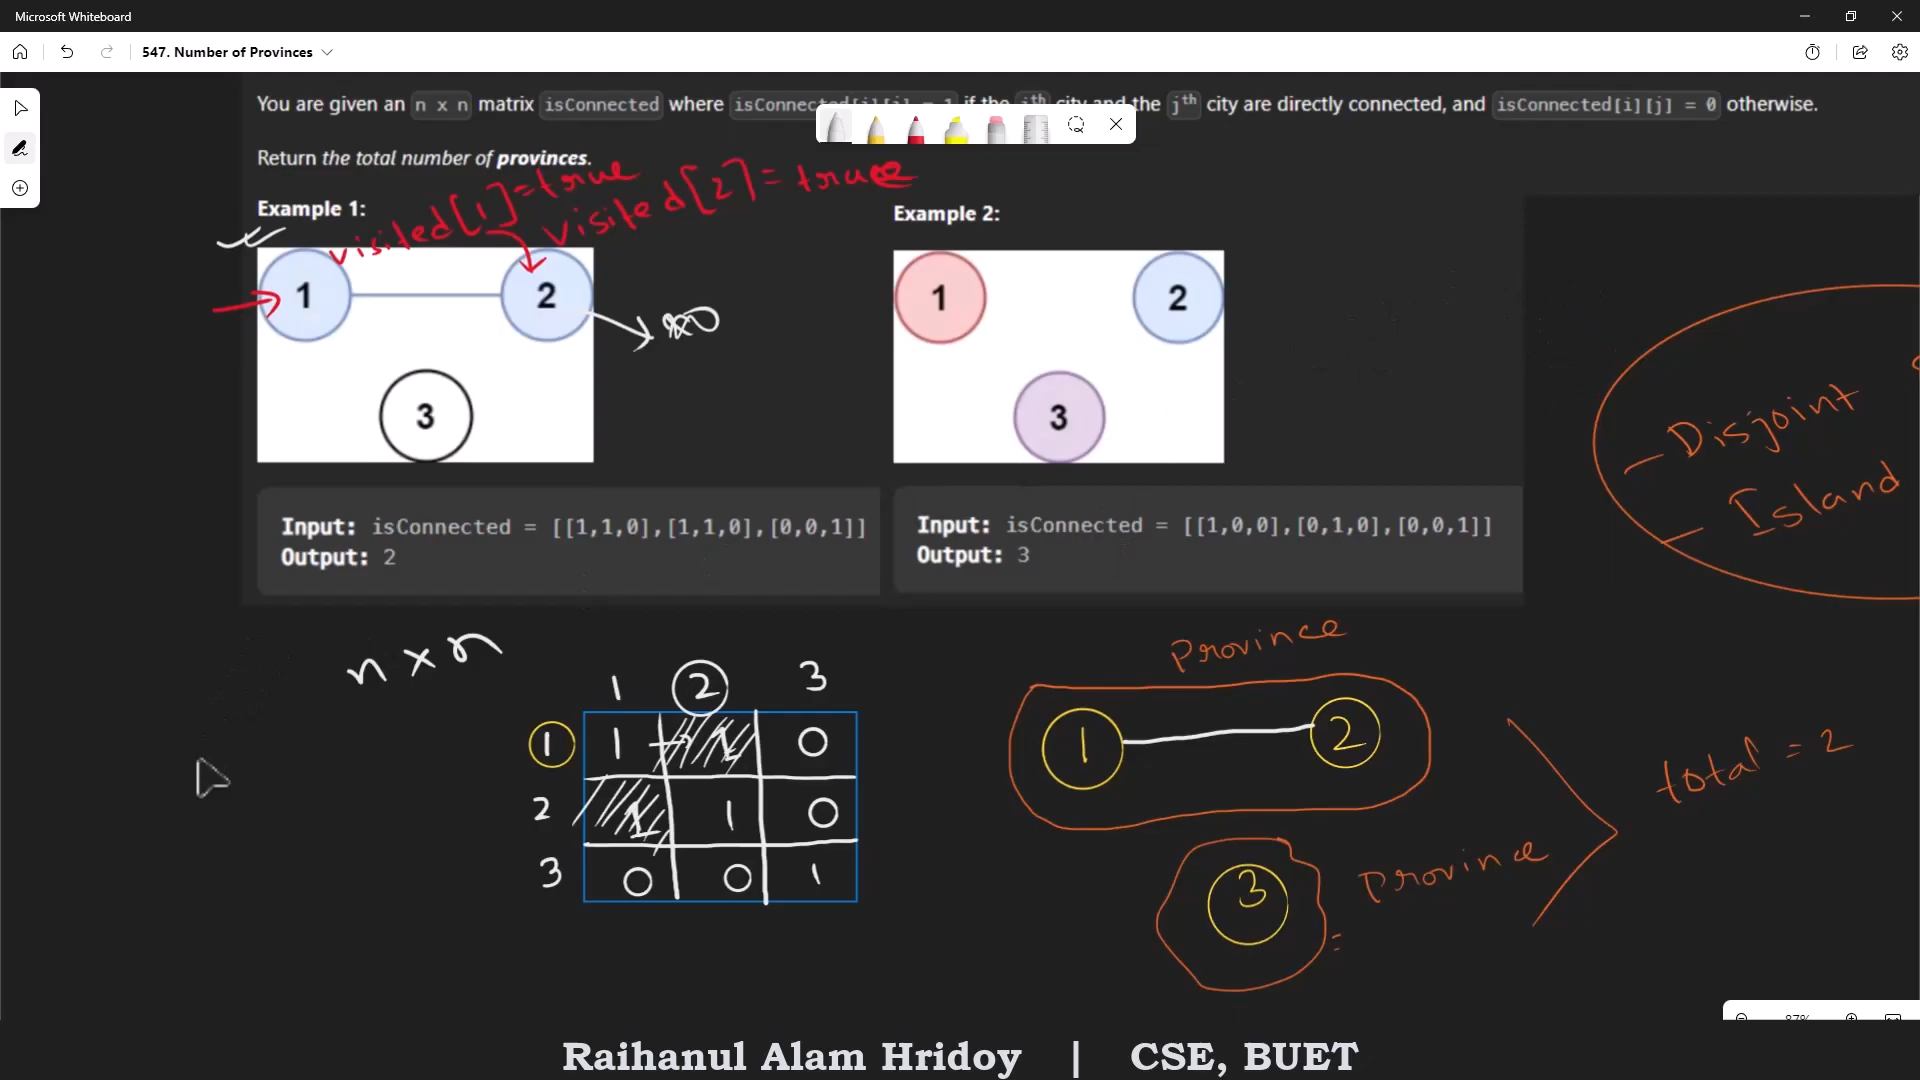 Microsoft Whiteboard
547. Number of Provinces
You are given an n x n matrix isConnected where isConnected[i][j] = 1 if the ith city and the jth city are directly connected, and isConnected[i][j] = 0 otherwise.
Return the total number of provinces.
visited[1]=true
visited[2]=true
Example 1:
Example 2:
1
2
3
1
2
3
Disjoint
Island
Input: isConnected = [[1,1,0],[1,1,0],[0,0,1]]
Output: 2
Input: isConnected = [[1,0,0],[0,1,0],[0,0,1]]
Output: 3
n x n
1 2 3
1 1 1 0
2 1 1 0
3 0 0 1
Province
1
2
total = 2
3
Province
Raihanul Alam Hridoy | CSE, BUET